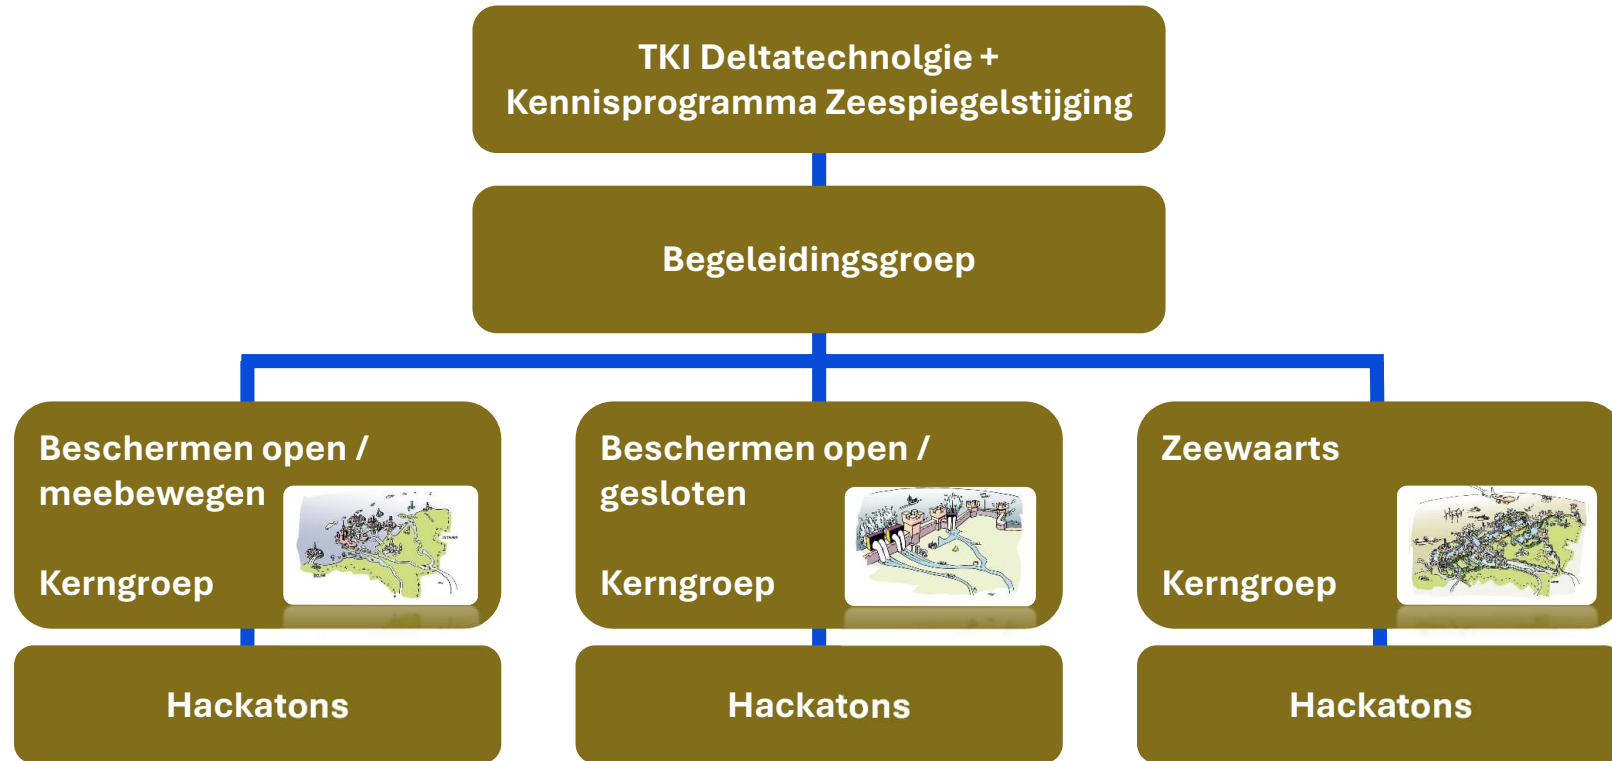 TKI Deltatechnolgie +
Kennisprogramma Zeespiegelstijging
Begeleidingsgroep
Beschermen open /
meebewegen
Kerngroep
Beschermen open /
gesloten
Kerngroep
Zeewaarts
Kerngroep
Hackatons
Hackatons
Hackatons